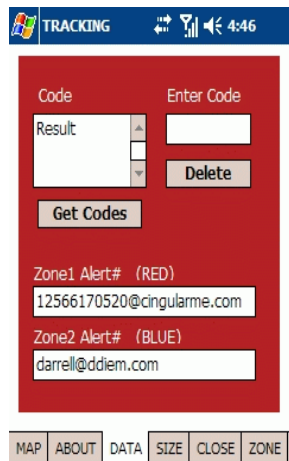 TRACKING 4:46
Code Enter Code
Result
Delete
Get Codes
Zone1 Alert# (RED)
12566170520@cingularme.com
Zone2 Alert# (BLUE)
darrell@ddiem.com
MAP ABOUT DATA SIZE CLOSE ZONE